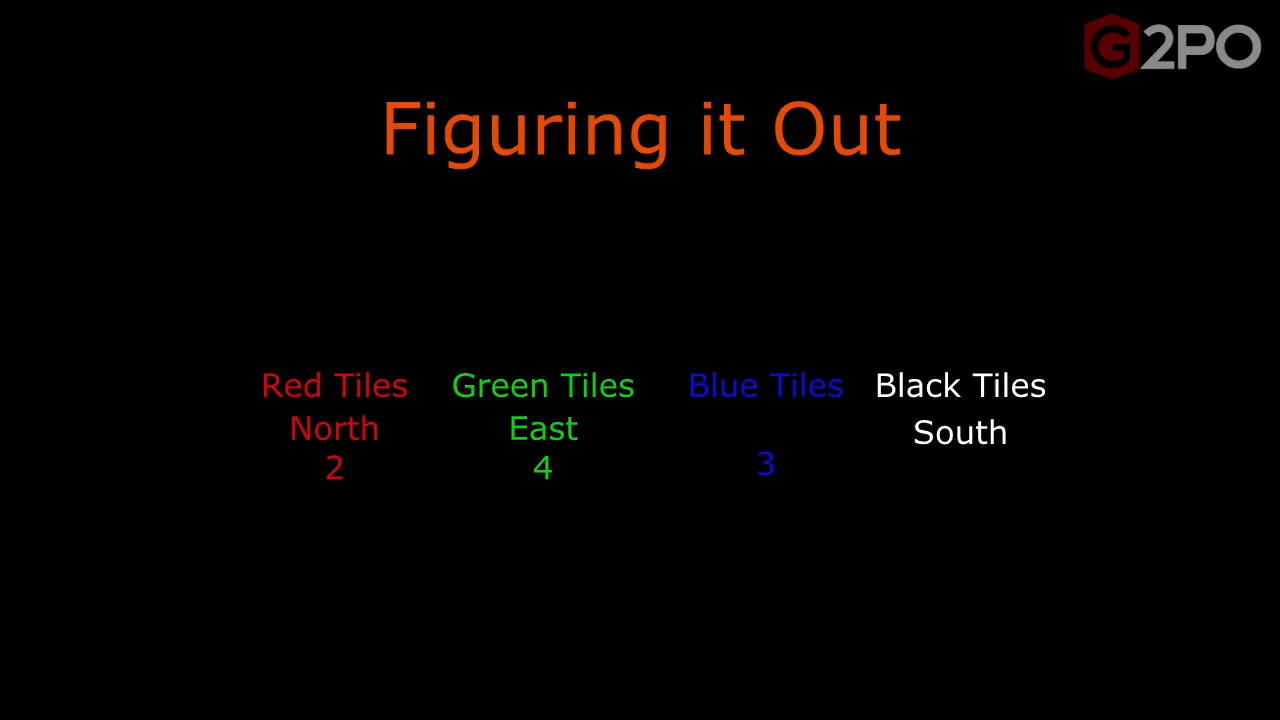 G2PO
Figuring it Out
Red Tiles Green Tiles Blue Tiles Black Tiles
North East South
2 4 3